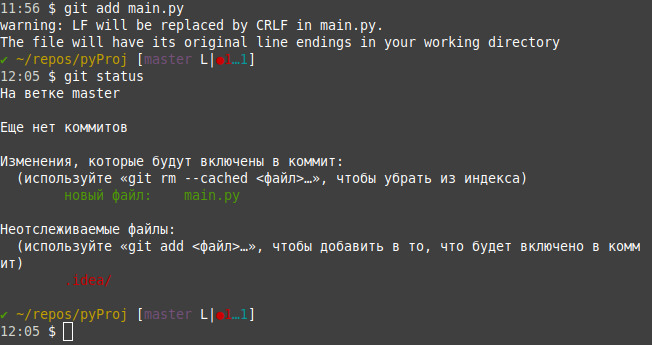 11:56 $ git add main.py
warning: LF will be replaced by CRLF in main.py.
The file will have its original line endings in your working directory
✔ ~/repos/pyProj [master L|●1…1]
12:05 $ git status
На ветке master
Еще нет коммитов
Изменения, которые будут включены в коммит:
(используйте «git rm --cached <файл>…», чтобы убрать из индекса)
новый файл: main.py
Неотслеживаемые файлы:
(используйте «git add <файл>…», чтобы добавить в то, что будет включено в комм
ит)
.idea/
✔ ~/repos/pyProj [master L|●1…1]
12:05 $